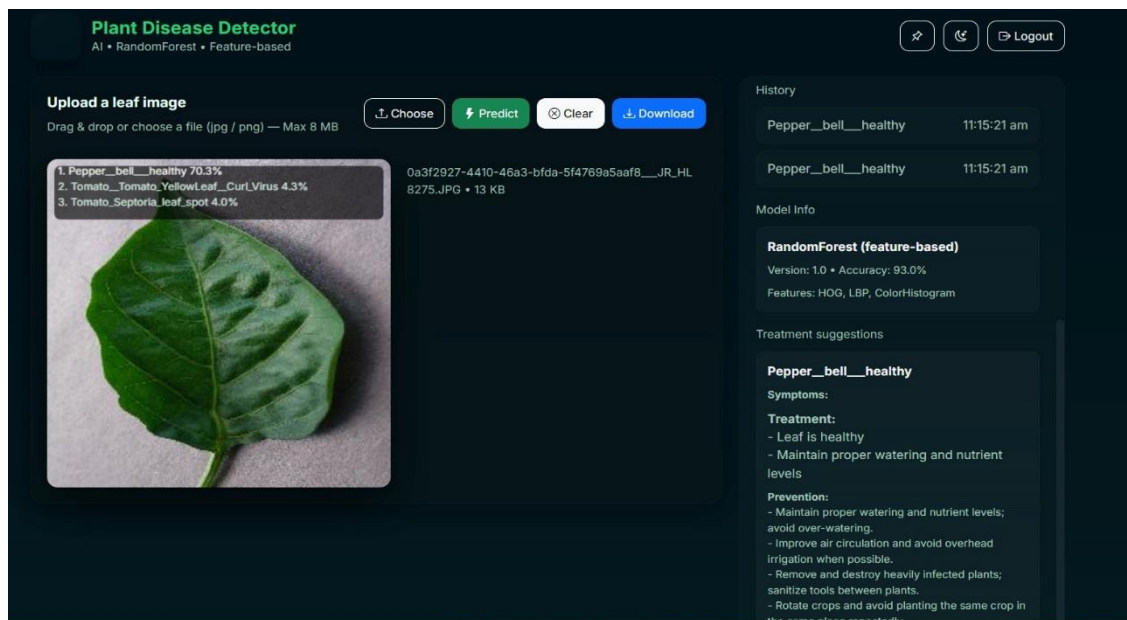 Plant Disease Detector
AI • RandomForest • Feature-based
Logout
Upload a leaf image
Drag & drop or choose a file (jpg / png) — Max 8 MB
Choose
Predict
Clear
Download
1. Pepper__bell___healthy 70.3%
2. Tomato__Tomato_YellowLeaf__Curl_Virus 4.3%
3. Tomato_Septoria_leaf_spot 4.0%
0a3f2927-4410-46a3-bfda-5f4769a5aaf8___JR_HL
8275.JPG • 13 KB
History
Pepper__bell___healthy 11:15:21 am
Pepper__bell___healthy 11:15:21 am
Model Info
RandomForest (feature-based)
Version: 1.0 • Accuracy: 93.0%
Features: HOG, LBP, ColorHistogram
Treatment suggestions
Pepper__bell___healthy
Symptoms:
Treatment:
- Leaf is healthy
- Maintain proper watering and nutrient
levels
Prevention:
- Maintain proper watering and nutrient levels;
avoid over-watering.
- Improve air circulation and avoid overhead
irrigation when possible.
- Remove and destroy heavily infected plants;
sanitize tools between plants.
- Rotate crops and avoid planting the same crop in